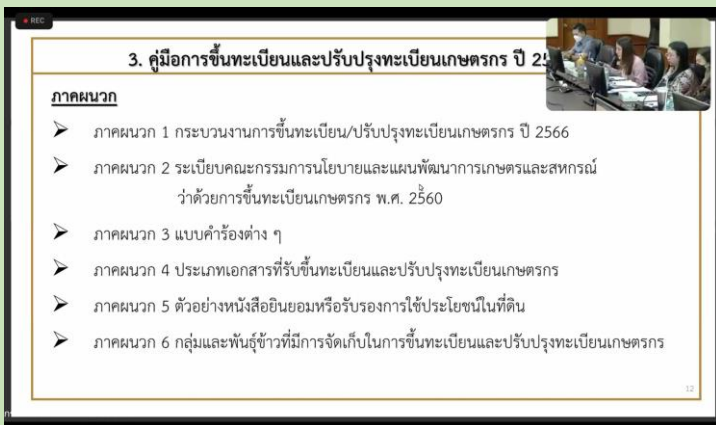 REC
3. คู่มือการขึ้นทะเบียนและปรับปรุงทะเบียนเกษตรกร ปี 25
ภาคผนวก
➢ ภาคผนวก 1 กระบวนงานการขึ้นทะเบียน/ปรับปรุงทะเบียนเกษตรกร ปี 2566
➢ ภาคผนวก 2 ระเบียบคณะกรรมการนโยบายและแผนพัฒนาการเกษตรและสหกรณ์
ว่าด้วยการขึ้นทะเบียนเกษตรกร พ.ศ. 2560
➢ ภาคผนวก 3 แบบคำร้องต่าง ๆ
➢ ภาคผนวก 4 ประเภทเอกสารที่รับขึ้นทะเบียนและปรับปรุงทะเบียนเกษตรกร
➢ ภาคผนวก 5 ตัวอย่างหนังสือยินยอมหรือรับรองการใช้ประโยชน์ในที่ดิน
➢ ภาคผนวก 6 กลุ่มและพันธุ์ข้าวที่มีการจัดเก็บในการขึ้นทะเบียนและปรับปรุงทะเบียนเกษตรกร
12